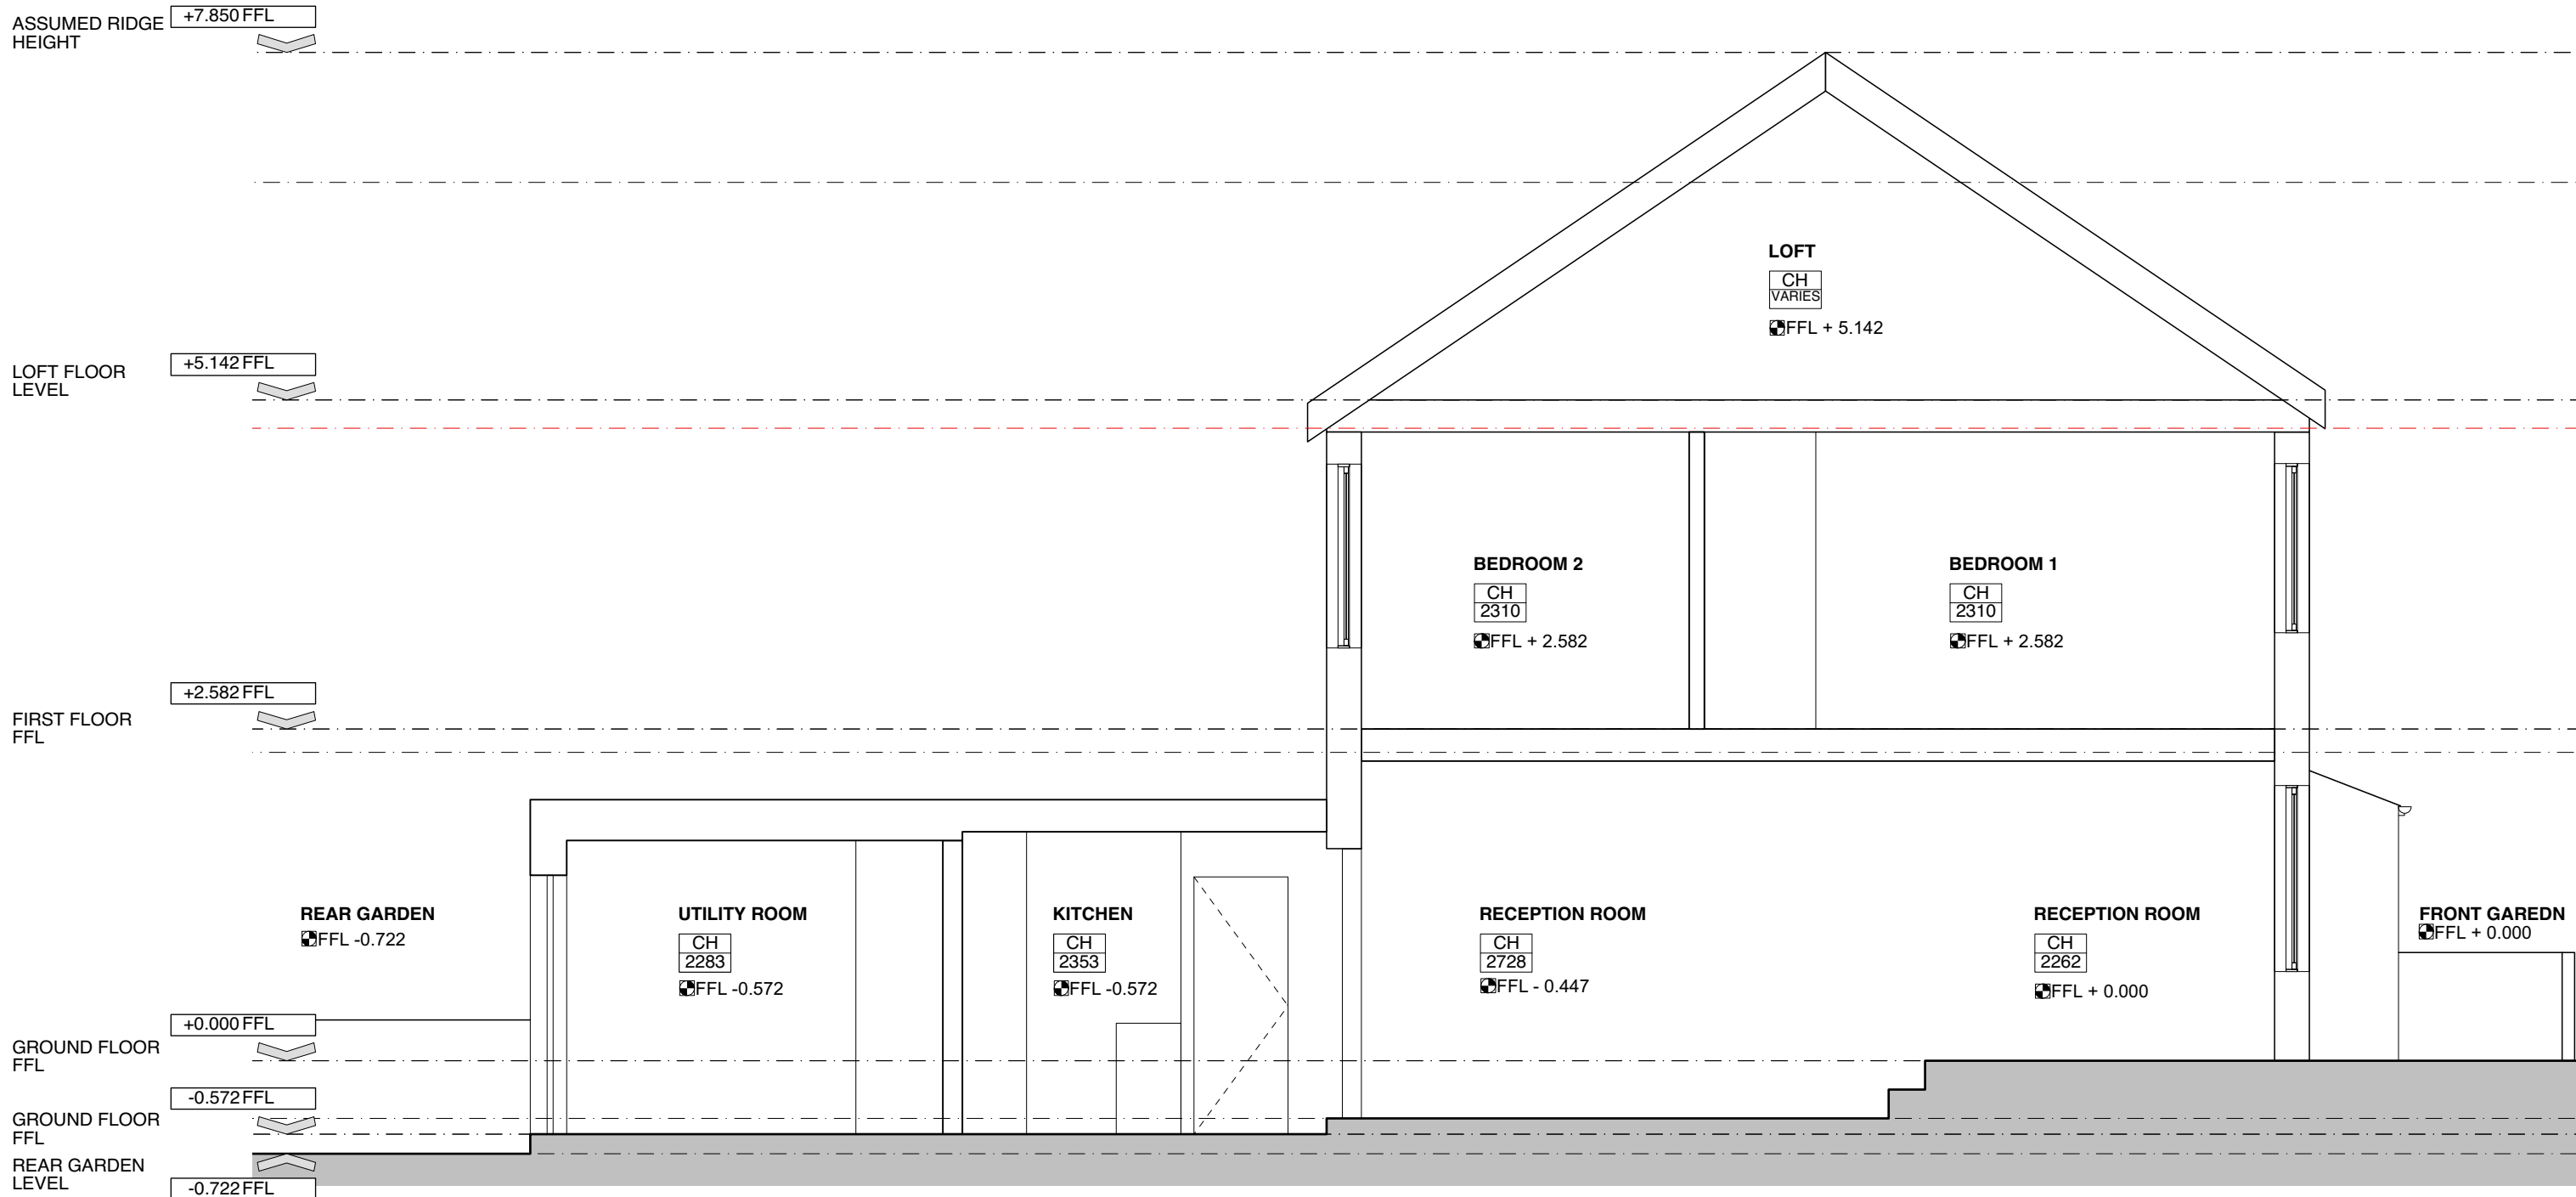 ASSUMED RIDGE
HEIGHT
+7.850 FFL
LOFT
CH
VARIES
FFL + 5.142
LOFT FLOOR
LEVEL
+5.142 FFL
BEDROOM 2
CH
2310
FFL + 2.582
BEDROOM 1
CH
2310
FFL + 2.582
FIRST FLOOR
FFL
+2.582 FFL
REAR GARDEN
FFL -0.722
UTILITY ROOM
CH
2283
FFL -0.572
KITCHEN
CH
2353
FFL -0.572
RECEPTION ROOM
CH
2728
FFL - 0.447
RECEPTION ROOM
CH
2262
FFL + 0.000
FRONT GAREDN
FFL + 0.000
GROUND FLOOR
FFL
+0.000 FFL
GROUND FLOOR
FFL
-0.572 FFL
REAR GARDEN
LEVEL
-0.722 FFL